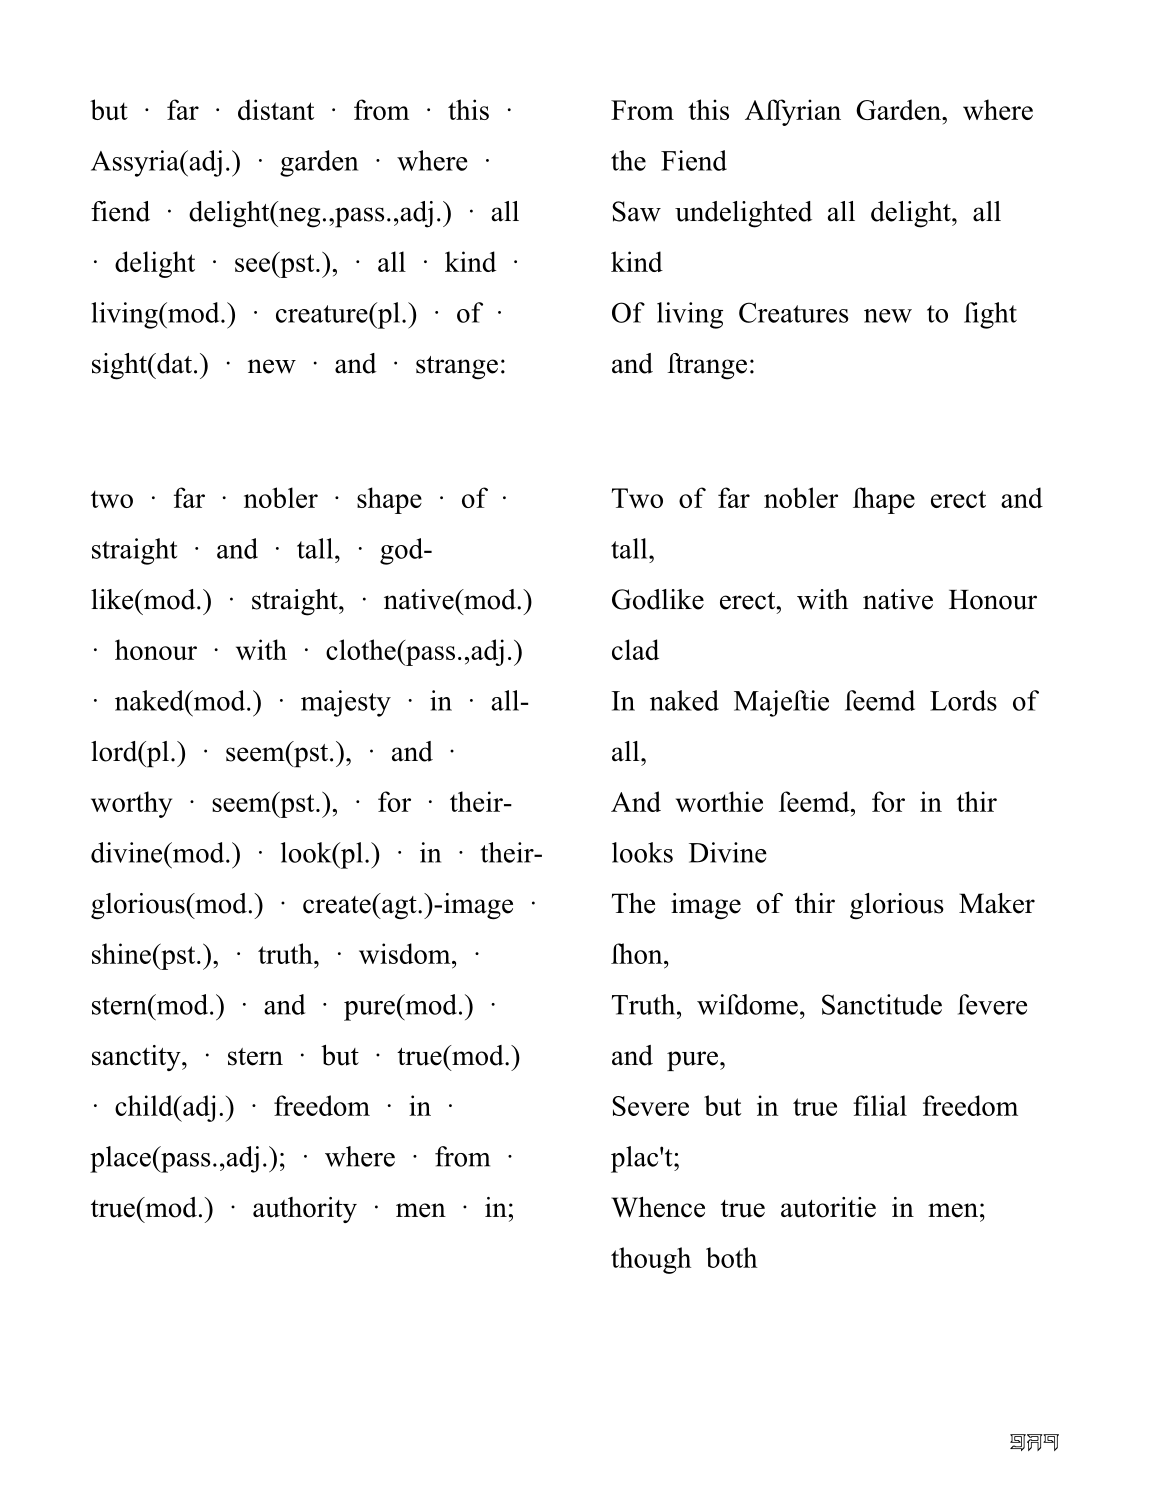 but · far · distant · from · this ·
Assyria(adj.) · garden · where ·
fiend · delight(neg.,pass.,adj.) · all
· delight · see(pst.), · all · kind ·
living(mod.) · creature(pl.) · of ·
sight(dat.) · new · and · strange:
two · far · nobler · shape · of ·
straight · and · tall, · god-
like(mod.) · straight, · native(mod.)
· honour · with · clothe(pass.,adj.)
· naked(mod.) · majesty · in · all-
lord(pl.) · seem(pst.), · and ·
worthy · seem(pst.), · for · their-
divine(mod.) · look(pl.) · in · their-
glorious(mod.) · create(agt.)-image ·
shine(pst.), · truth, · wisdom, ·
stern(mod.) · and · pure(mod.) ·
sanctity, · stern · but · true(mod.)
· child(adj.) · freedom · in ·
place(pass.,adj.); · where · from ·
true(mod.) · authority · men · in;
From this Aſſyrian Garden, where
the Fiend
Saw undelighted all delight, all
kind
Of living Creatures new to ſight
and ſtrange:
Two of far nobler ſhape erect and
tall,
Godlike erect, with native Honour
clad
In naked Majeſtie ſeemd Lords of
all,
And worthie ſeemd, for in thir
looks Divine
The image of thir glorious Maker
ſhon,
Truth, wiſdome, Sanctitude ſevere
and pure,
Severe but in true filial freedom
plac't;
Whence true autoritie in men;
though both